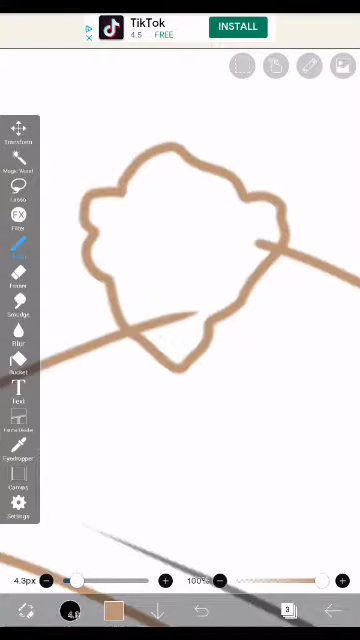 TikTok
INSTALL
4.5
FREE
Transform
Magic Wand
Lasso
FX
Filter
Eraser
Smudge
Blur
Bucket
T
Text
Eyedropper
Canvas
Settings
4.3px
100%
3